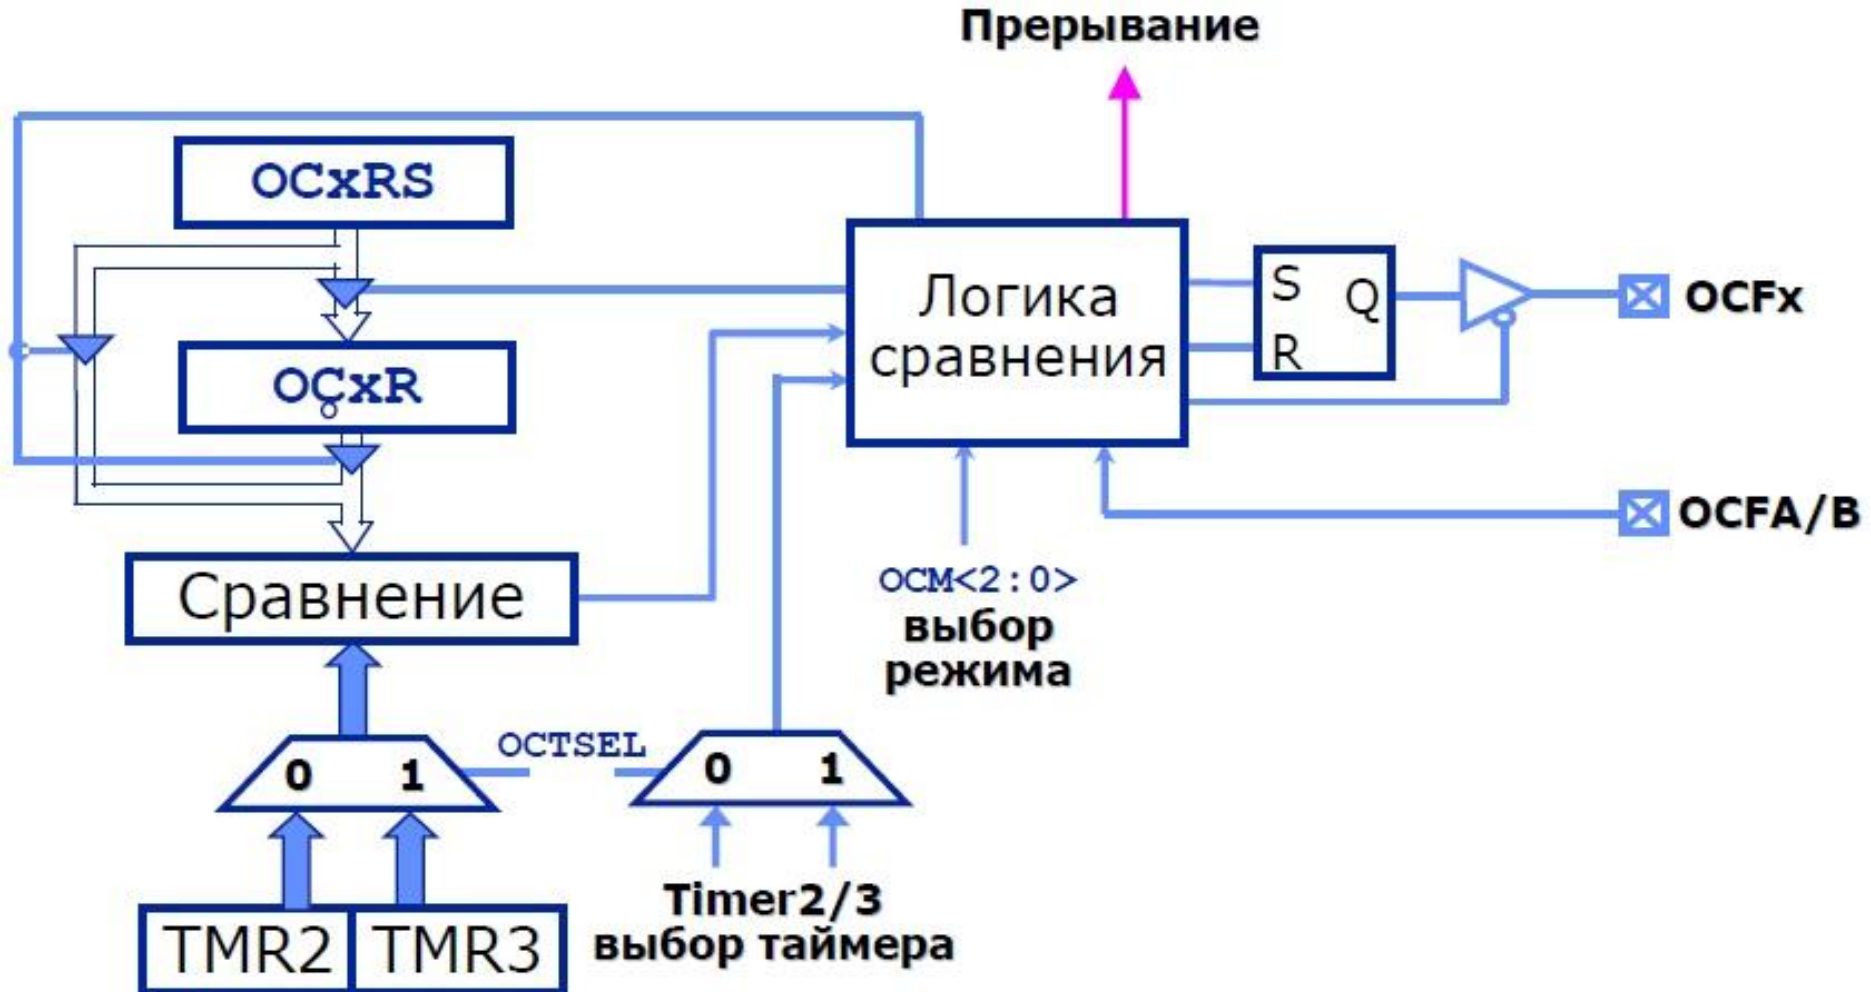 Прерывание
OCxRS
OCxR
Логика
сравнения
S
Q
R
OCFx
OCFA/B
OCM<2:0>
выбор
режима
Сравнение
OCTSEL
0 1
0 1
Timer2/3
выбор таймера
TMR2 TMR3